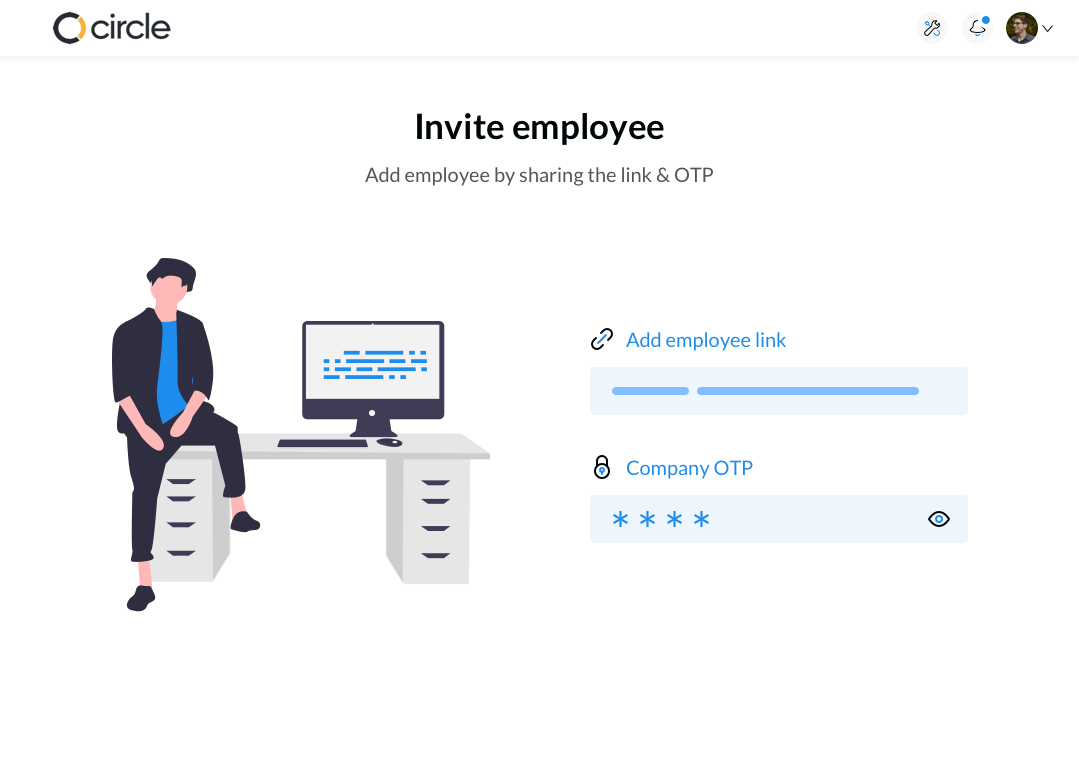 circle
Invite employee
Add employee by sharing the link & OTP
Add employee link
Company OTP
* * * *